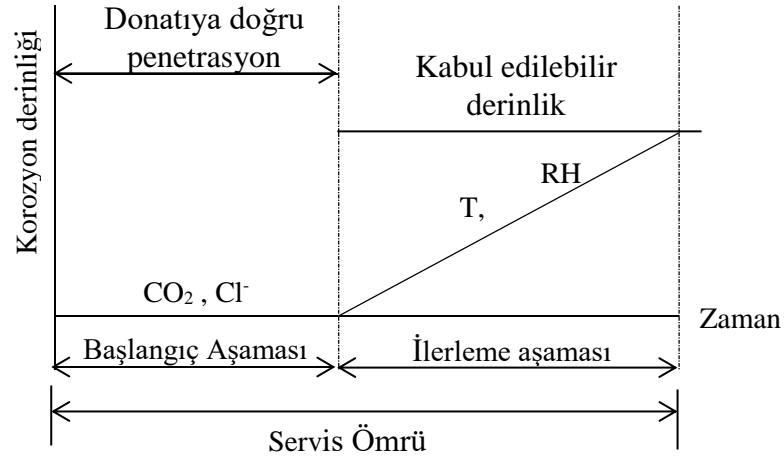 Donatıya doğru
penetrasyon
Kabul edilebilir
derinlik
Korozyon derinliği
RH
T,
CO₂ , Cl⁻
Zaman
Başlangıç Aşaması
İlerleme aşaması
Servis Ömrü